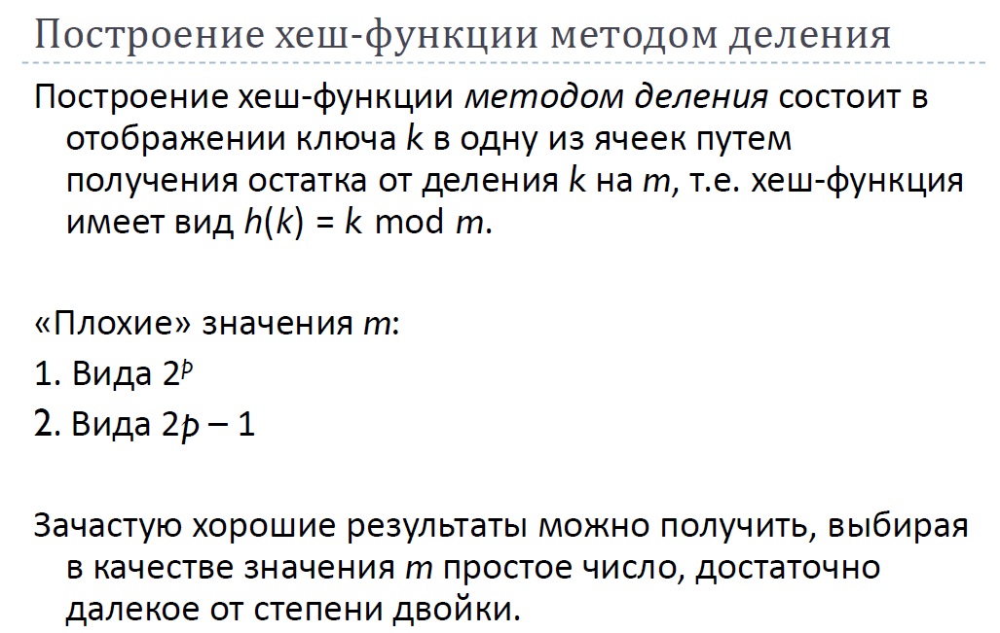 Построение хеш-функции методом деления
Построение хеш-функции методом деления состоит в
отображении ключа k в одну из ячеек путем
получения остатка от деления k на m, т.е. хеш-функция
имеет вид h(k) = k mod m.
«Плохие» значения m:
1. Вида 2ᵖ
2. Вида 2p – 1
Зачастую хорошие результаты можно получить, выбирая
в качестве значения m простое число, достаточно
далекое от степени двойки.